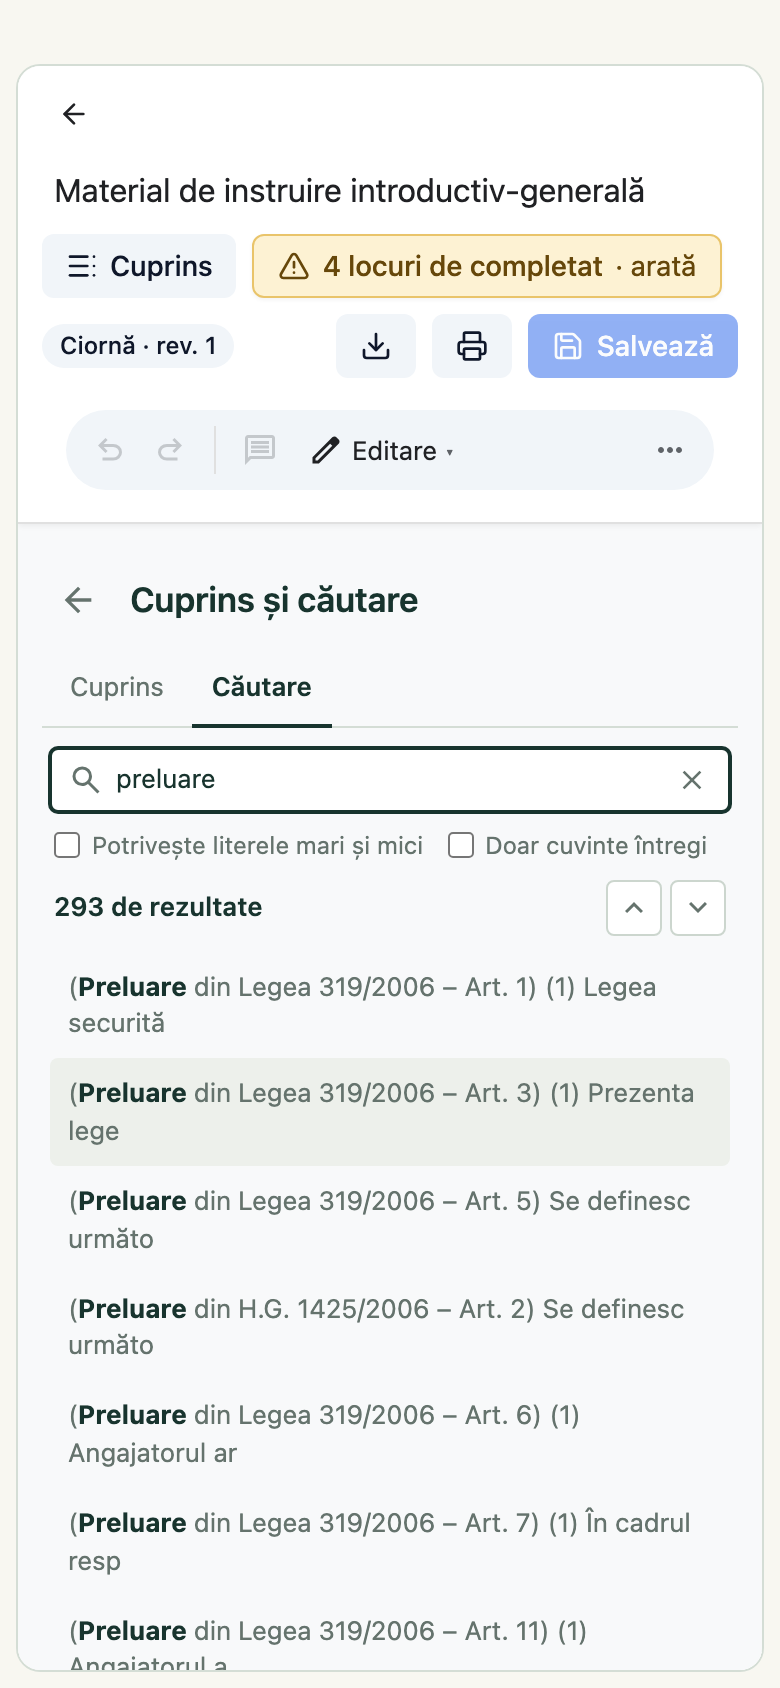 Material de instruire introductiv-generală
Cuprins
4 locuri de completat · arată
Ciornă · rev. 1
Salvează
Editare
Cuprins și căutare
Cuprins
Căutare
preluare
Potrivește literele mari și mici
Doar cuvinte întregi
293 de rezultate
(Preluare din Legea 319/2006 – Art. 1) (1) Legea
securită
(Preluare din Legea 319/2006 – Art. 3) (1) Prezenta
lege
(Preluare din Legea 319/2006 – Art. 5) Se definesc
următo
(Preluare din H.G. 1425/2006 – Art. 2) Se definesc
următo
(Preluare din Legea 319/2006 – Art. 6) (1)
Angajatorul ar
(Preluare din Legea 319/2006 – Art. 7) (1) În cadrul
resp
(Preluare din Legea 319/2006 – Art. 11) (1)
Angajatorul a